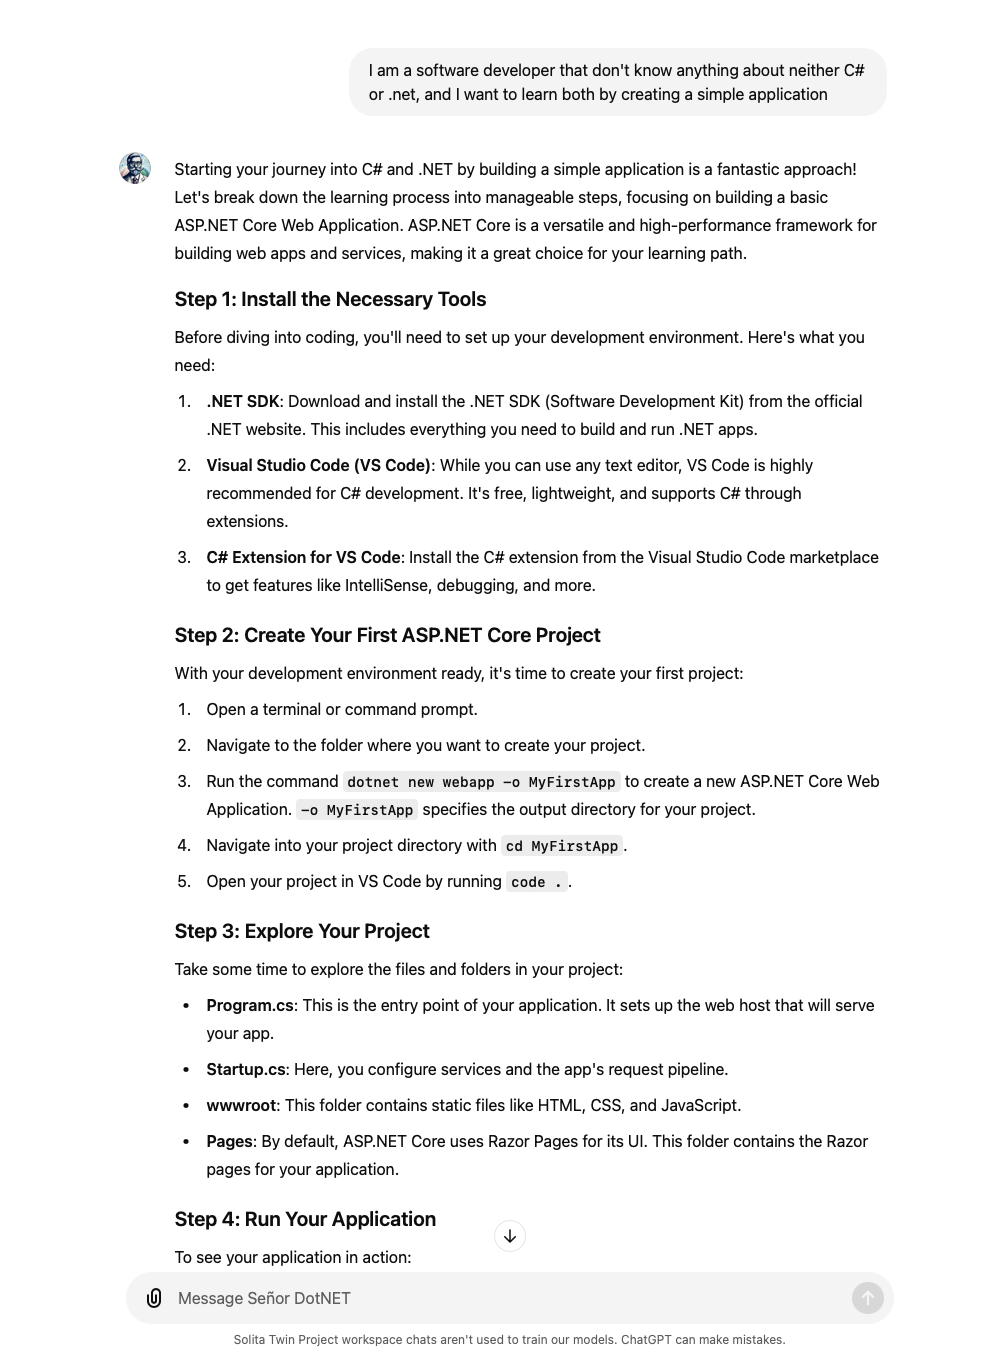 I am a software developer that don't know anything about neither C#
or .net, and I want to learn both by creating a simple application
Starting your journey into C# and .NET by building a simple application is a fantastic approach!
Let's break down the learning process into manageable steps, focusing on building a basic
ASP.NET Core Web Application. ASP.NET Core is a versatile and high-performance framework for
building web apps and services, making it a great choice for your learning path.
Step 1: Install the Necessary Tools
Before diving into coding, you'll need to set up your development environment. Here's what you
need:
1. .NET SDK: Download and install the .NET SDK (Software Development Kit) from the official
.NET website. This includes everything you need to build and run .NET apps.
2. Visual Studio Code (VS Code): While you can use any text editor, VS Code is highly
recommended for C# development. It's free, lightweight, and supports C# through
extensions.
3. C# Extension for VS Code: Install the C# extension from the Visual Studio Code marketplace
to get features like IntelliSense, debugging, and more.
Step 2: Create Your First ASP.NET Core Project
With your development environment ready, it's time to create your first project:
1. Open a terminal or command prompt.
2. Navigate to the folder where you want to create your project.
3. Run the command dotnet new webapp -o MyFirstApp to create a new ASP.NET Core Web
Application. -o MyFirstApp specifies the output directory for your project.
4. Navigate into your project directory with cd MyFirstApp.
5. Open your project in VS Code by running code . .
Step 3: Explore Your Project
Take some time to explore the files and folders in your project:
• Program.cs: This is the entry point of your application. It sets up the web host that will serve
your app.
• Startup.cs: Here, you configure services and the app's request pipeline.
• wwwroot: This folder contains static files like HTML, CSS, and JavaScript.
• Pages: By default, ASP.NET Core uses Razor Pages for its UI. This folder contains the Razor
pages for your application.
Step 4: Run Your Application
To see your application in action:
Message Señor DotNET
Solita Twin Project workspace chats aren't used to train our models. ChatGPT can make mistakes.